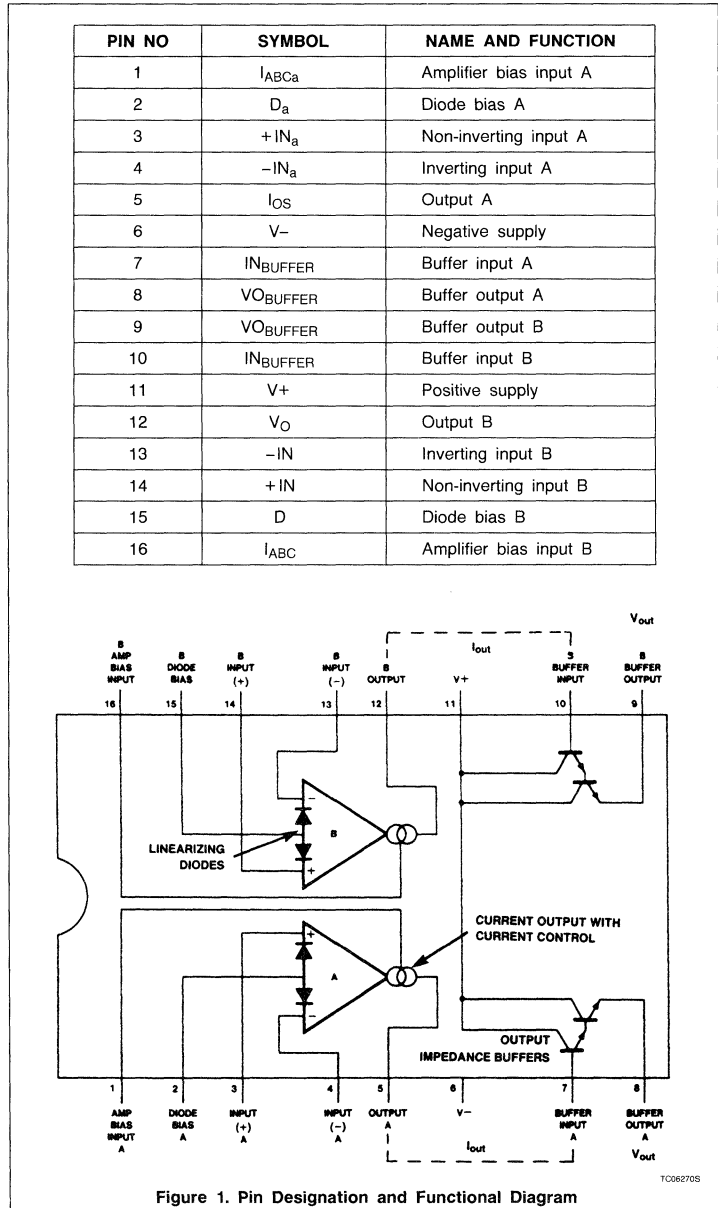 PIN NO SYMBOL NAME AND FUNCTION
1 IABCa Amplifier bias input A
2 Da Diode bias A
3 +INa Non-inverting input A
4 −INa Inverting input A
5 IOS Output A
6 V− Negative supply
7 INBUFFER Buffer input A
8 VOBUFFER Buffer output A
9 VOBUFFER Buffer output B
10 INBUFFER Buffer input B
11 V+ Positive supply
12 VO Output B
13 −IN Inverting input B
14 +IN Non-inverting input B
15 D Diode bias B
16 IABC Amplifier bias input B
Vout
B AMP BIAS INPUT
B DIODE BIAS
B INPUT (+)
B INPUT (−)
B OUTPUT
Iout
V+
B BUFFER INPUT
B BUFFER OUTPUT
16 15 14 13 12 11 10 9
−
B
+
LINEARIZING
DIODES
CURRENT OUTPUT WITH
CURRENT CONTROL
+
A
−
OUTPUT
IMPEDANCE BUFFERS
1 2 3 4 5 6 7 8
AMP BIAS INPUT A
DIODE BIAS A
INPUT (+) A
INPUT (−) A
OUTPUT A
V−
BUFFER INPUT A
BUFFER OUTPUT A
Iout
Vout
TC06270S
Figure 1. Pin Designation and Functional Diagram